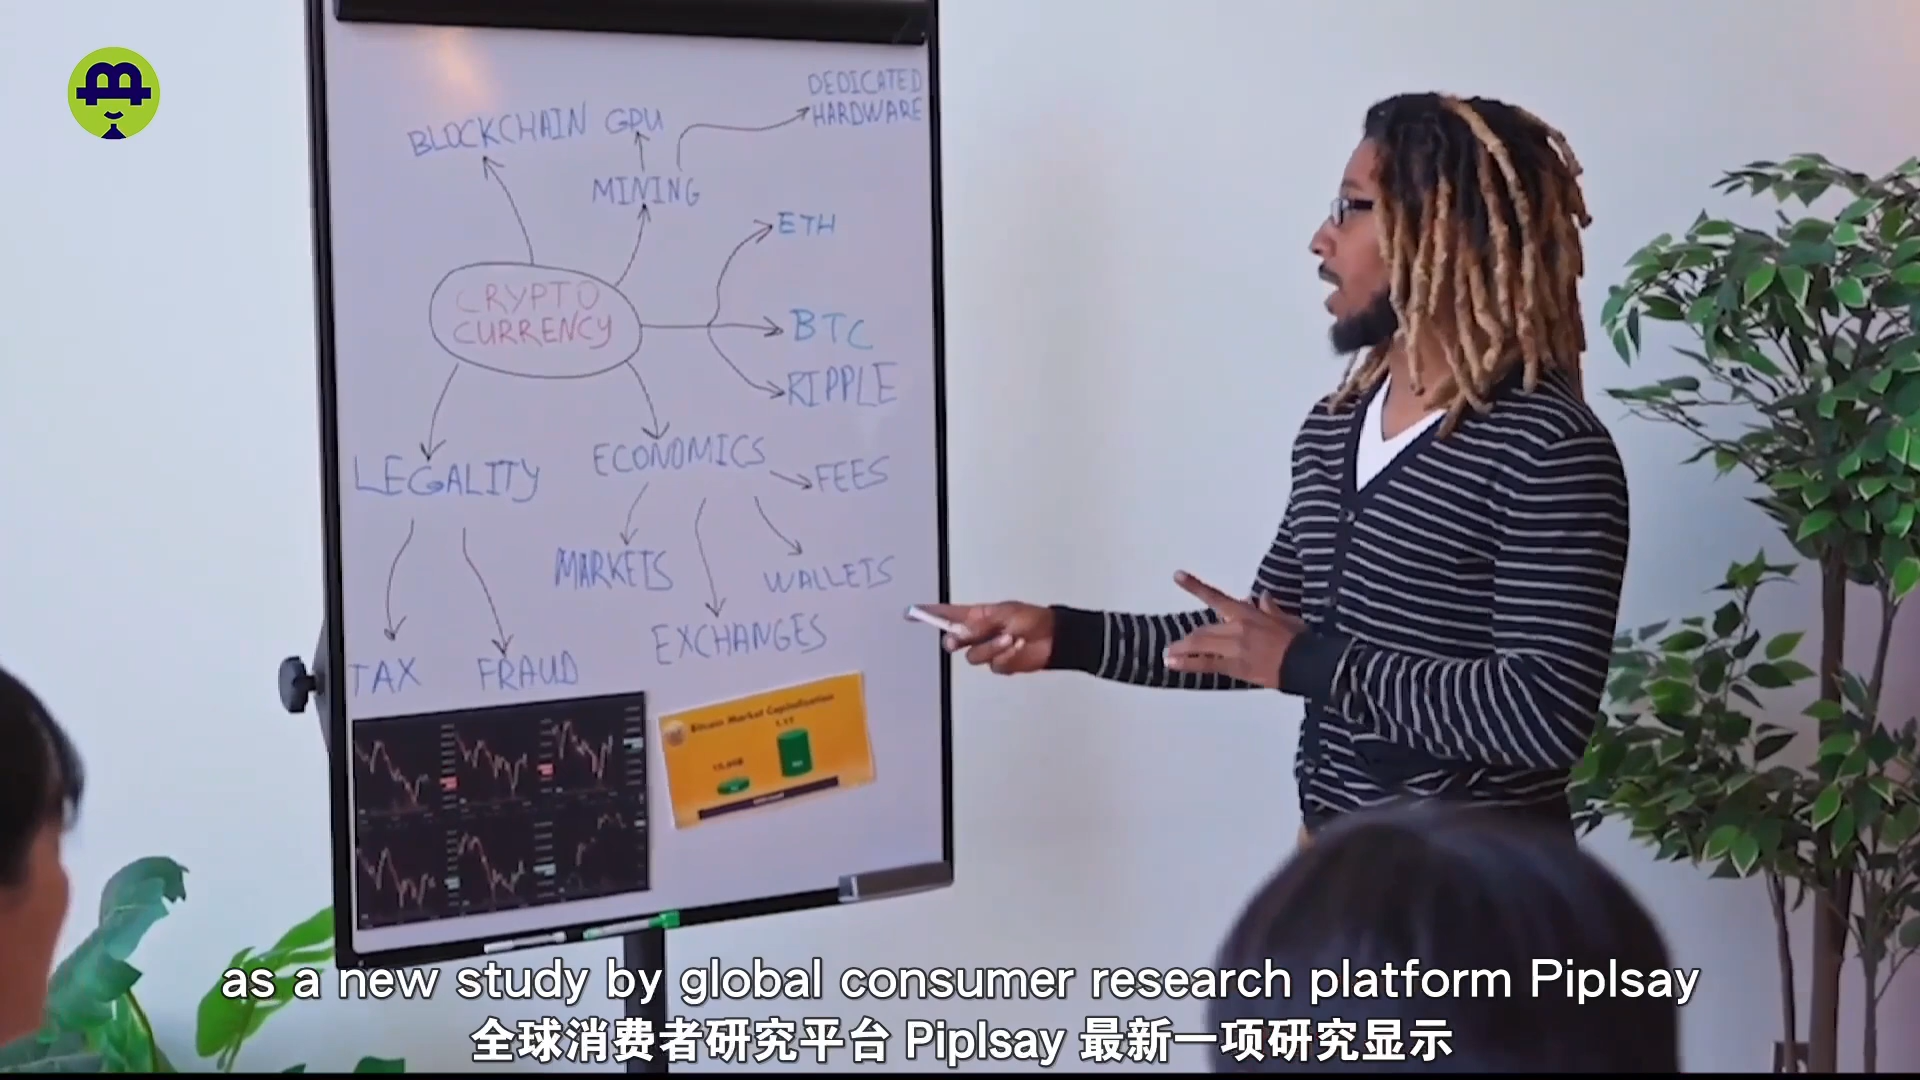 DEDICATED
HARDWARE
BLOCKCHAIN GPU
MINING
ETH
CRYPTO
CURRENCY
BTC
RIPPLE
ECONOMICS
LEGALITY
FEES
MARKETS
WALLETS
EXCHANGES
TAX
FRAUD
Bitcoin Market Capitalization
as a new study by global consumer research platform Piplsay
全球消费者研究平台 Piplsay 最新一项研究显示